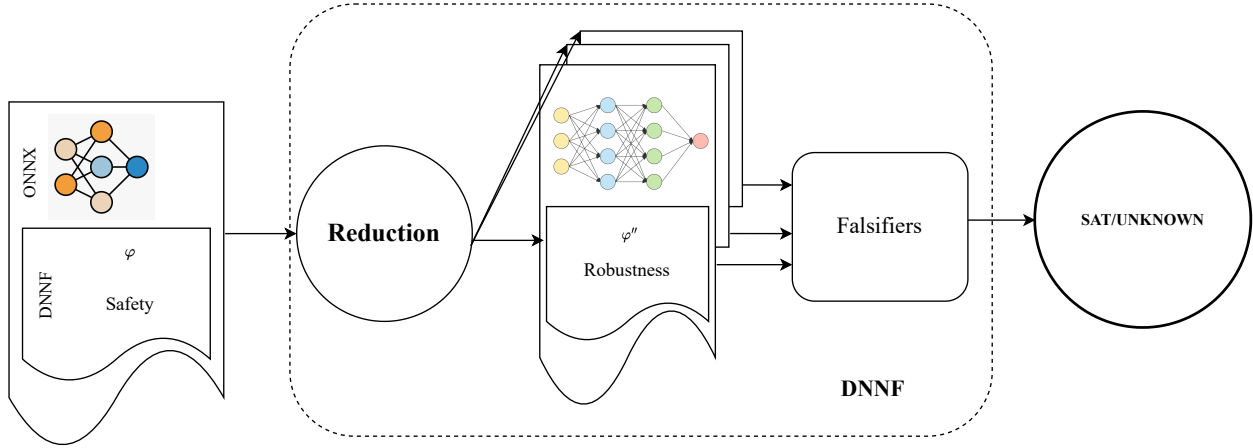 ONNX
φ
DNNF
Safety
Reduction
φ″
Robustness
Falsifiers
DNNF
SAT/UNKNOWN